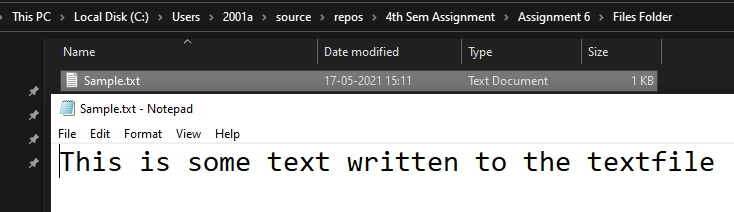 This PC > Local Disk (C:) > Users > 2001a > source > repos > 4th Sem Assignment > Assignment 6 > Files Folder
Name Date modified Type Size
Sample.txt 17-05-2021 15:11 Text Document 1 KB
Sample.txt - Notepad
File Edit Format View Help
This is some text written to the textfile